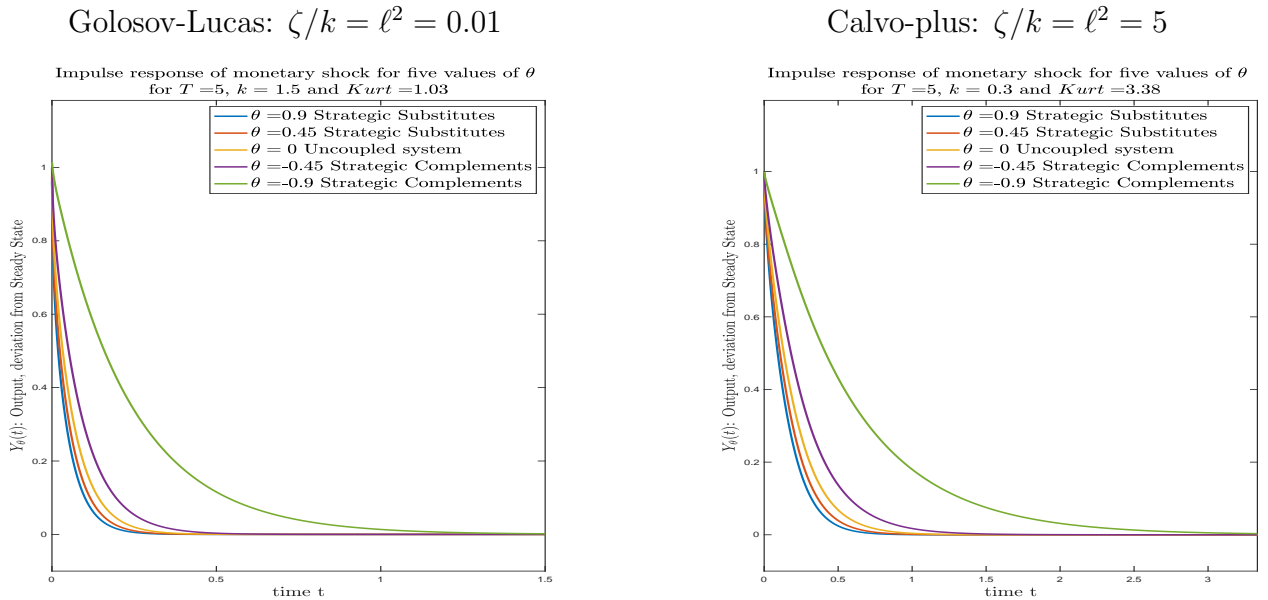 Golosov-Lucas: ζ/k = ℓ² = 0.01
Impulse response of monetary shock for five values of θ
for T =5, k = 1.5 and Kurt =1.03
θ =0.9 Strategic Substitutes
θ =0.45 Strategic Substitutes
θ = 0 Uncoupled system
θ =-0.45 Strategic Complements
θ =-0.9 Strategic Complements
Y_θ(t): Output, deviation from Steady State
1
0.8
0.6
0.4
0.2
0
0
0.5
1
1.5
time t
Calvo-plus: ζ/k = ℓ² = 5
Impulse response of monetary shock for five values of θ
for T =5, k = 0.3 and Kurt =3.38
θ =0.9 Strategic Substitutes
θ =0.45 Strategic Substitutes
θ = 0 Uncoupled system
θ =-0.45 Strategic Complements
θ =-0.9 Strategic Complements
Y_θ(t): Output, deviation from Steady State
1
0.8
0.6
0.4
0.2
0
0
0.5
1
1.5
2
2.5
3
time t